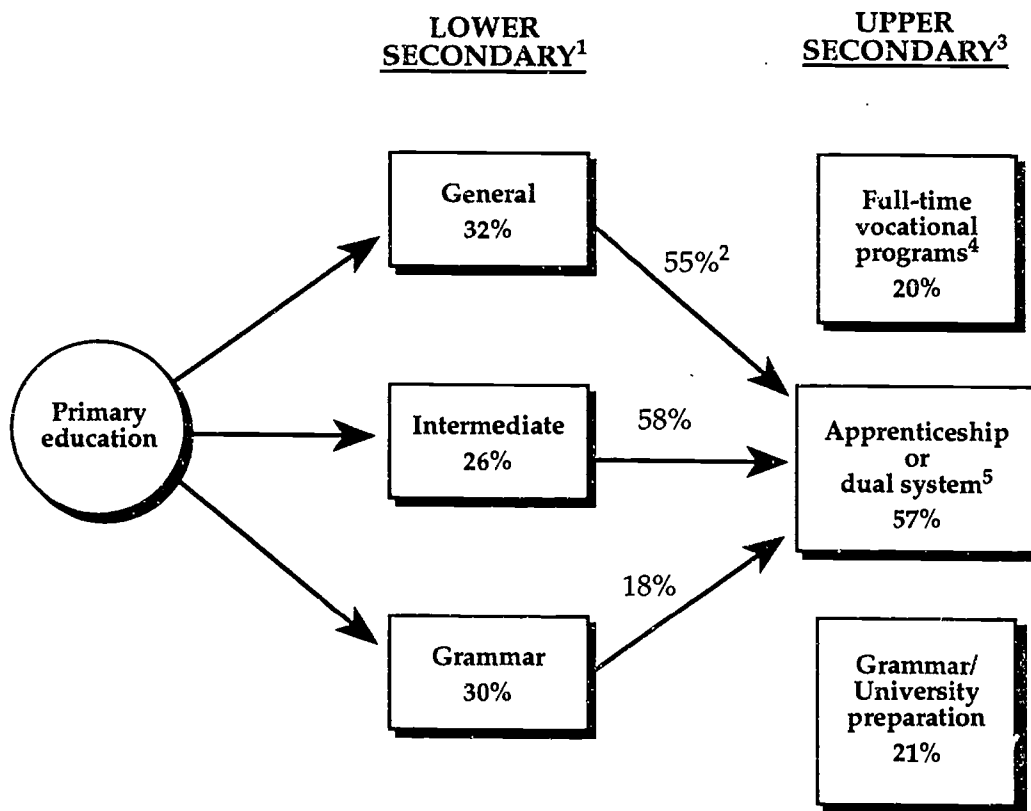 LOWER
SECONDARY1
UPPER
SECONDARY3
General
32%
Full-time
vocational
programs4
20%
55%2
Primary
education
Intermediate
26%
58%
Apprenticeship
or
dual system5
57%
18%
Grammar
30%
Grammar/
University
preparation
21%